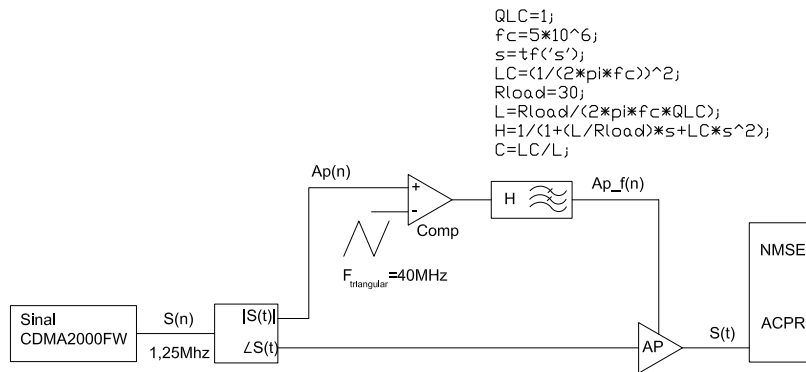 QLC=1;
fc=5*10^6;
s=tf('s');
LC=(1/(2*pi*fc))^2;
Rload=30;
L=Rload/(2*pi*fc*QLC);
H=1/(1+(L/Rload)*s+LC*s^2);
C=LC/L;
Ap(n)
+
-
Comp
H
Ap_f(n)
F triangular=40MHz
NMSE
ACPR
Sinal
CDMA2000FW
S(n)
1,25Mhz
|S(t)|
∠S(t)
AP
S(t)